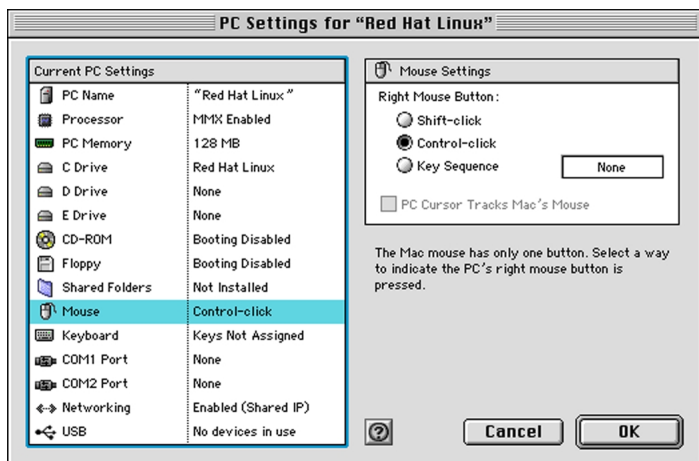 PC Settings for “Red Hat Linux”
Current PC Settings
PC Name “Red Hat Linux”
Processor MMX Enabled
PC Memory 128 MB
C Drive Red Hat Linux
D Drive None
E Drive None
CD-ROM Booting Disabled
Floppy Booting Disabled
Shared Folders Not Installed
Mouse Control-click
Keyboard Keys Not Assigned
COM1 Port None
COM2 Port None
Networking Enabled (Shared IP)
USB No devices in use
Mouse Settings
Right Mouse Button:
Shift-click
Control-click
Key Sequence None
PC Cursor Tracks Mac's Mouse
The Mac mouse has only one button. Select a way
to indicate the PC's right mouse button is
pressed.
?
Cancel OK